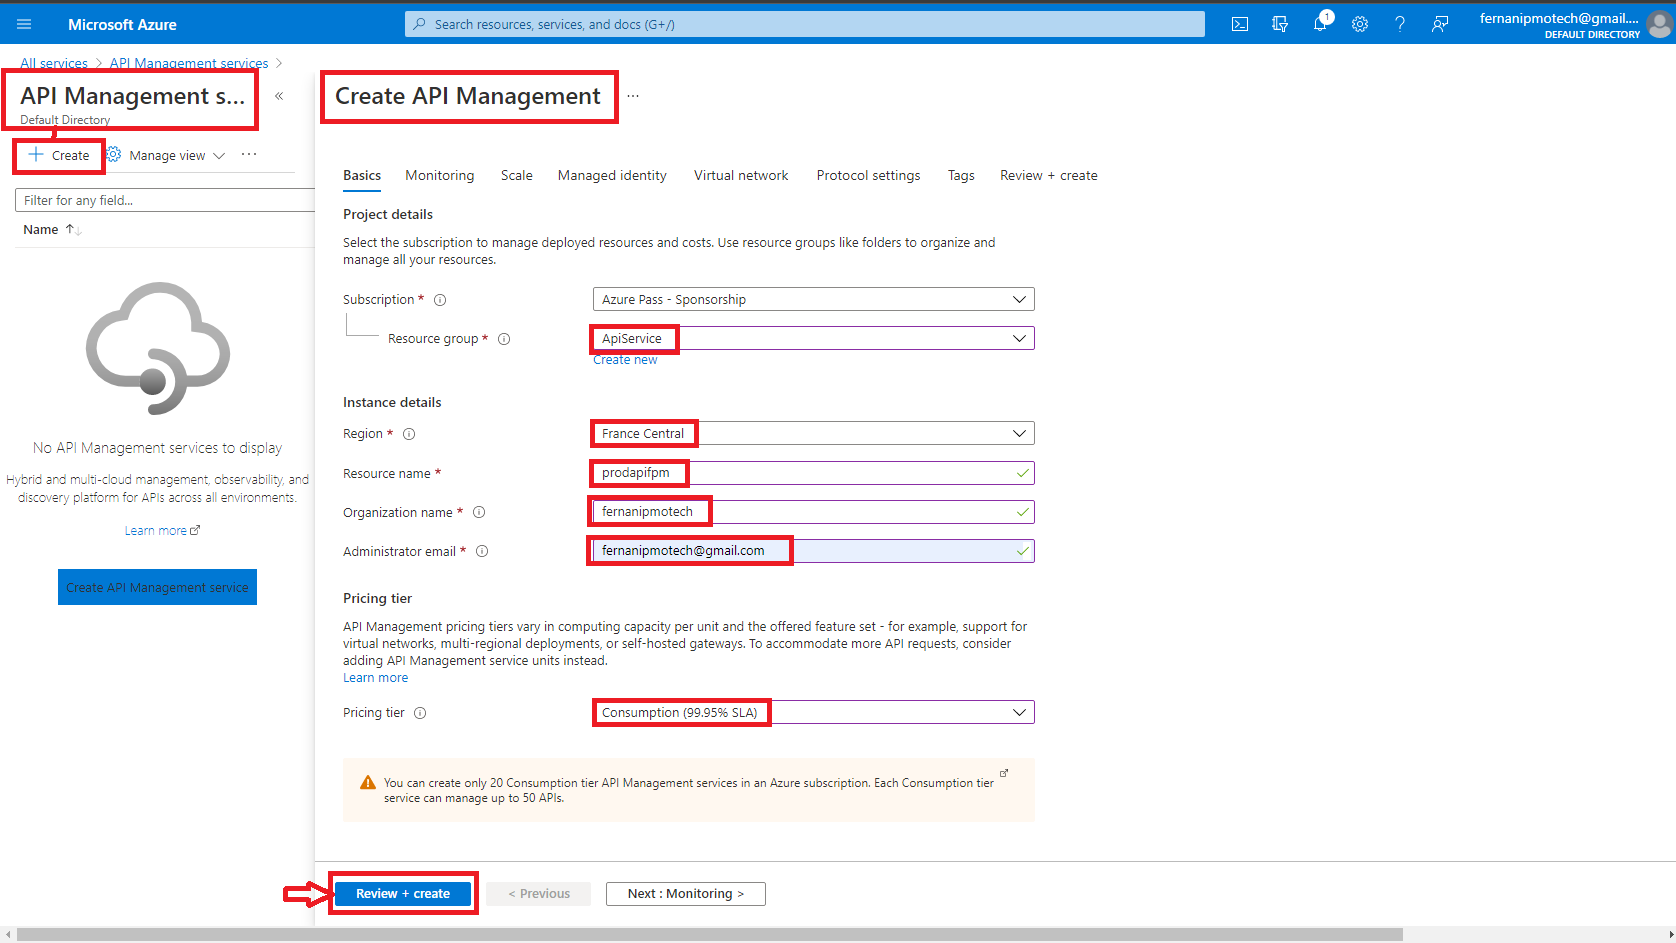 Microsoft Azure
Search resources, services, and docs (G+/)
1
fernanipmotech@gmail....
DEFAULT DIRECTORY
All services > API Management services >
API Management s...
Default Directory
Create
Manage view
Filter for any field...
Name
No API Management services to display
Hybrid and multi-cloud management, observability, and
discovery platform for APIs across all environments.
Learn more
Create API Management service
Create API Management
Basics Monitoring Scale Managed identity Virtual network Protocol settings Tags Review + create
Project details
Select the subscription to manage deployed resources and costs. Use resource groups like folders to organize and
manage all your resources.
Subscription * Azure Pass - Sponsorship
Resource group * ApiService
Create new
Instance details
Region * France Central
Resource name * prodapifpm
Organization name * fernanipmotech
Administrator email * fernanipmotech@gmail.com
Pricing tier
API Management pricing tiers vary in computing capacity per unit and the offered feature set - for example, support for
virtual networks, multi-regional deployments, or self-hosted gateways. To accommodate more API requests, consider
adding API Management service units instead.
Learn more
Pricing tier Consumption (99.95% SLA)
You can create only 20 Consumption tier API Management services in an Azure subscription. Each Consumption tier
service can manage up to 50 APIs.
Review + create < Previous Next : Monitoring >